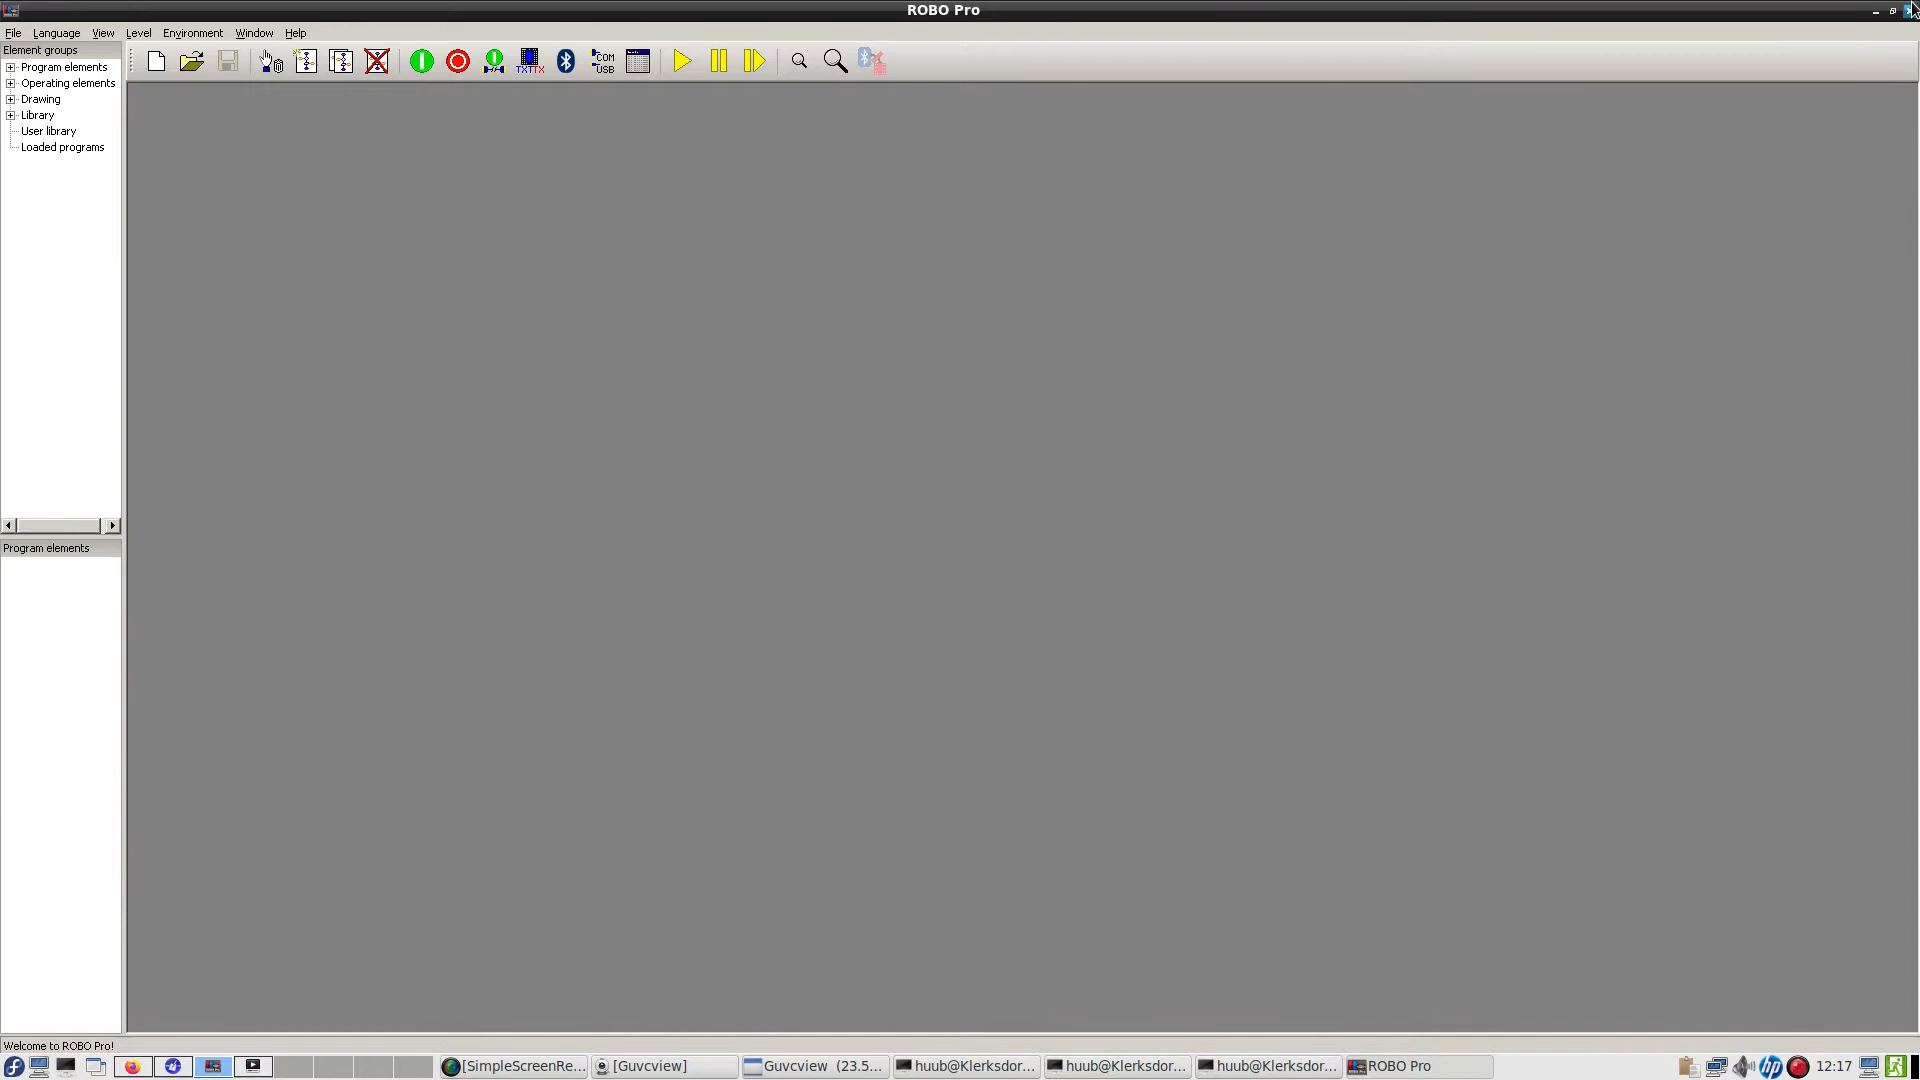 ROBO Pro
File Language View Level Environment Window Help
Element groups
Program elements
Operating elements
Drawing
Library
User library
Loaded programs
TXTTX
COM
USB
Program elements
Welcome to ROBO Pro!
[SimpleScreenRe...
[Guvcview]
Guvcview (23.5...
huub@Klerksdor...
huub@Klerksdor...
huub@Klerksdor...
ROBO Pro
hp
12:17